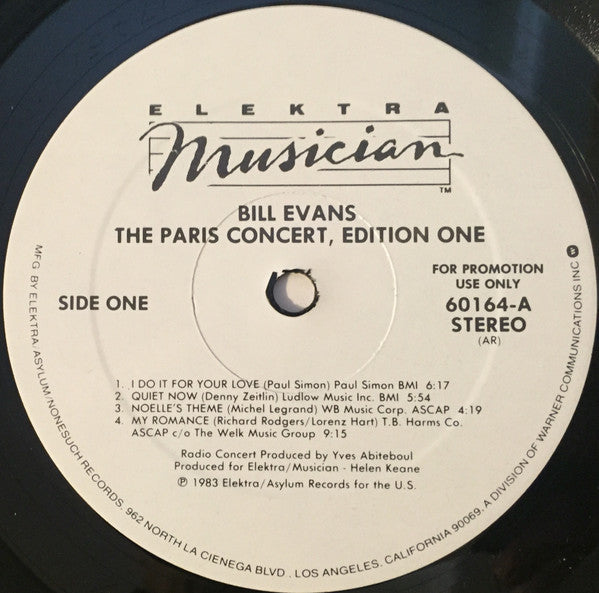 ELEKTRA
Musician
TM
BILL EVANS
THE PARIS CONCERT, EDITION ONE
SIDE ONE
FOR PROMOTION
USE ONLY
60164-A
STEREO
(AR)
1. I DO IT FOR YOUR LOVE (Paul Simon) Paul Simon BMI 6:17
2. QUIET NOW (Denny Zeitlin) Ludlow Music Inc. BMI 5:54
3. NOELLE'S THEME (Michel Legrand) WB Music Corp. ASCAP 4:19
4. MY ROMANCE (Richard Rodgers/Lorenz Hart) T.B. Harms Co.
ASCAP c/o The Welk Music Group 9:15
Radio Concert Produced by Yves Abiteboul
Produced for Elektra/Musician - Helen Keane
℗ 1983 Elektra/Asylum Records for the U.S.
MFG. BY ELEKTRA/ASYLUM/NONESUCH RECORDS. 962 NORTH LA CIENEGA BLVD. LOS ANGELES. CALIFORNIA 90069. A DIVISION OF WARNER COMMUNICATIONS INC